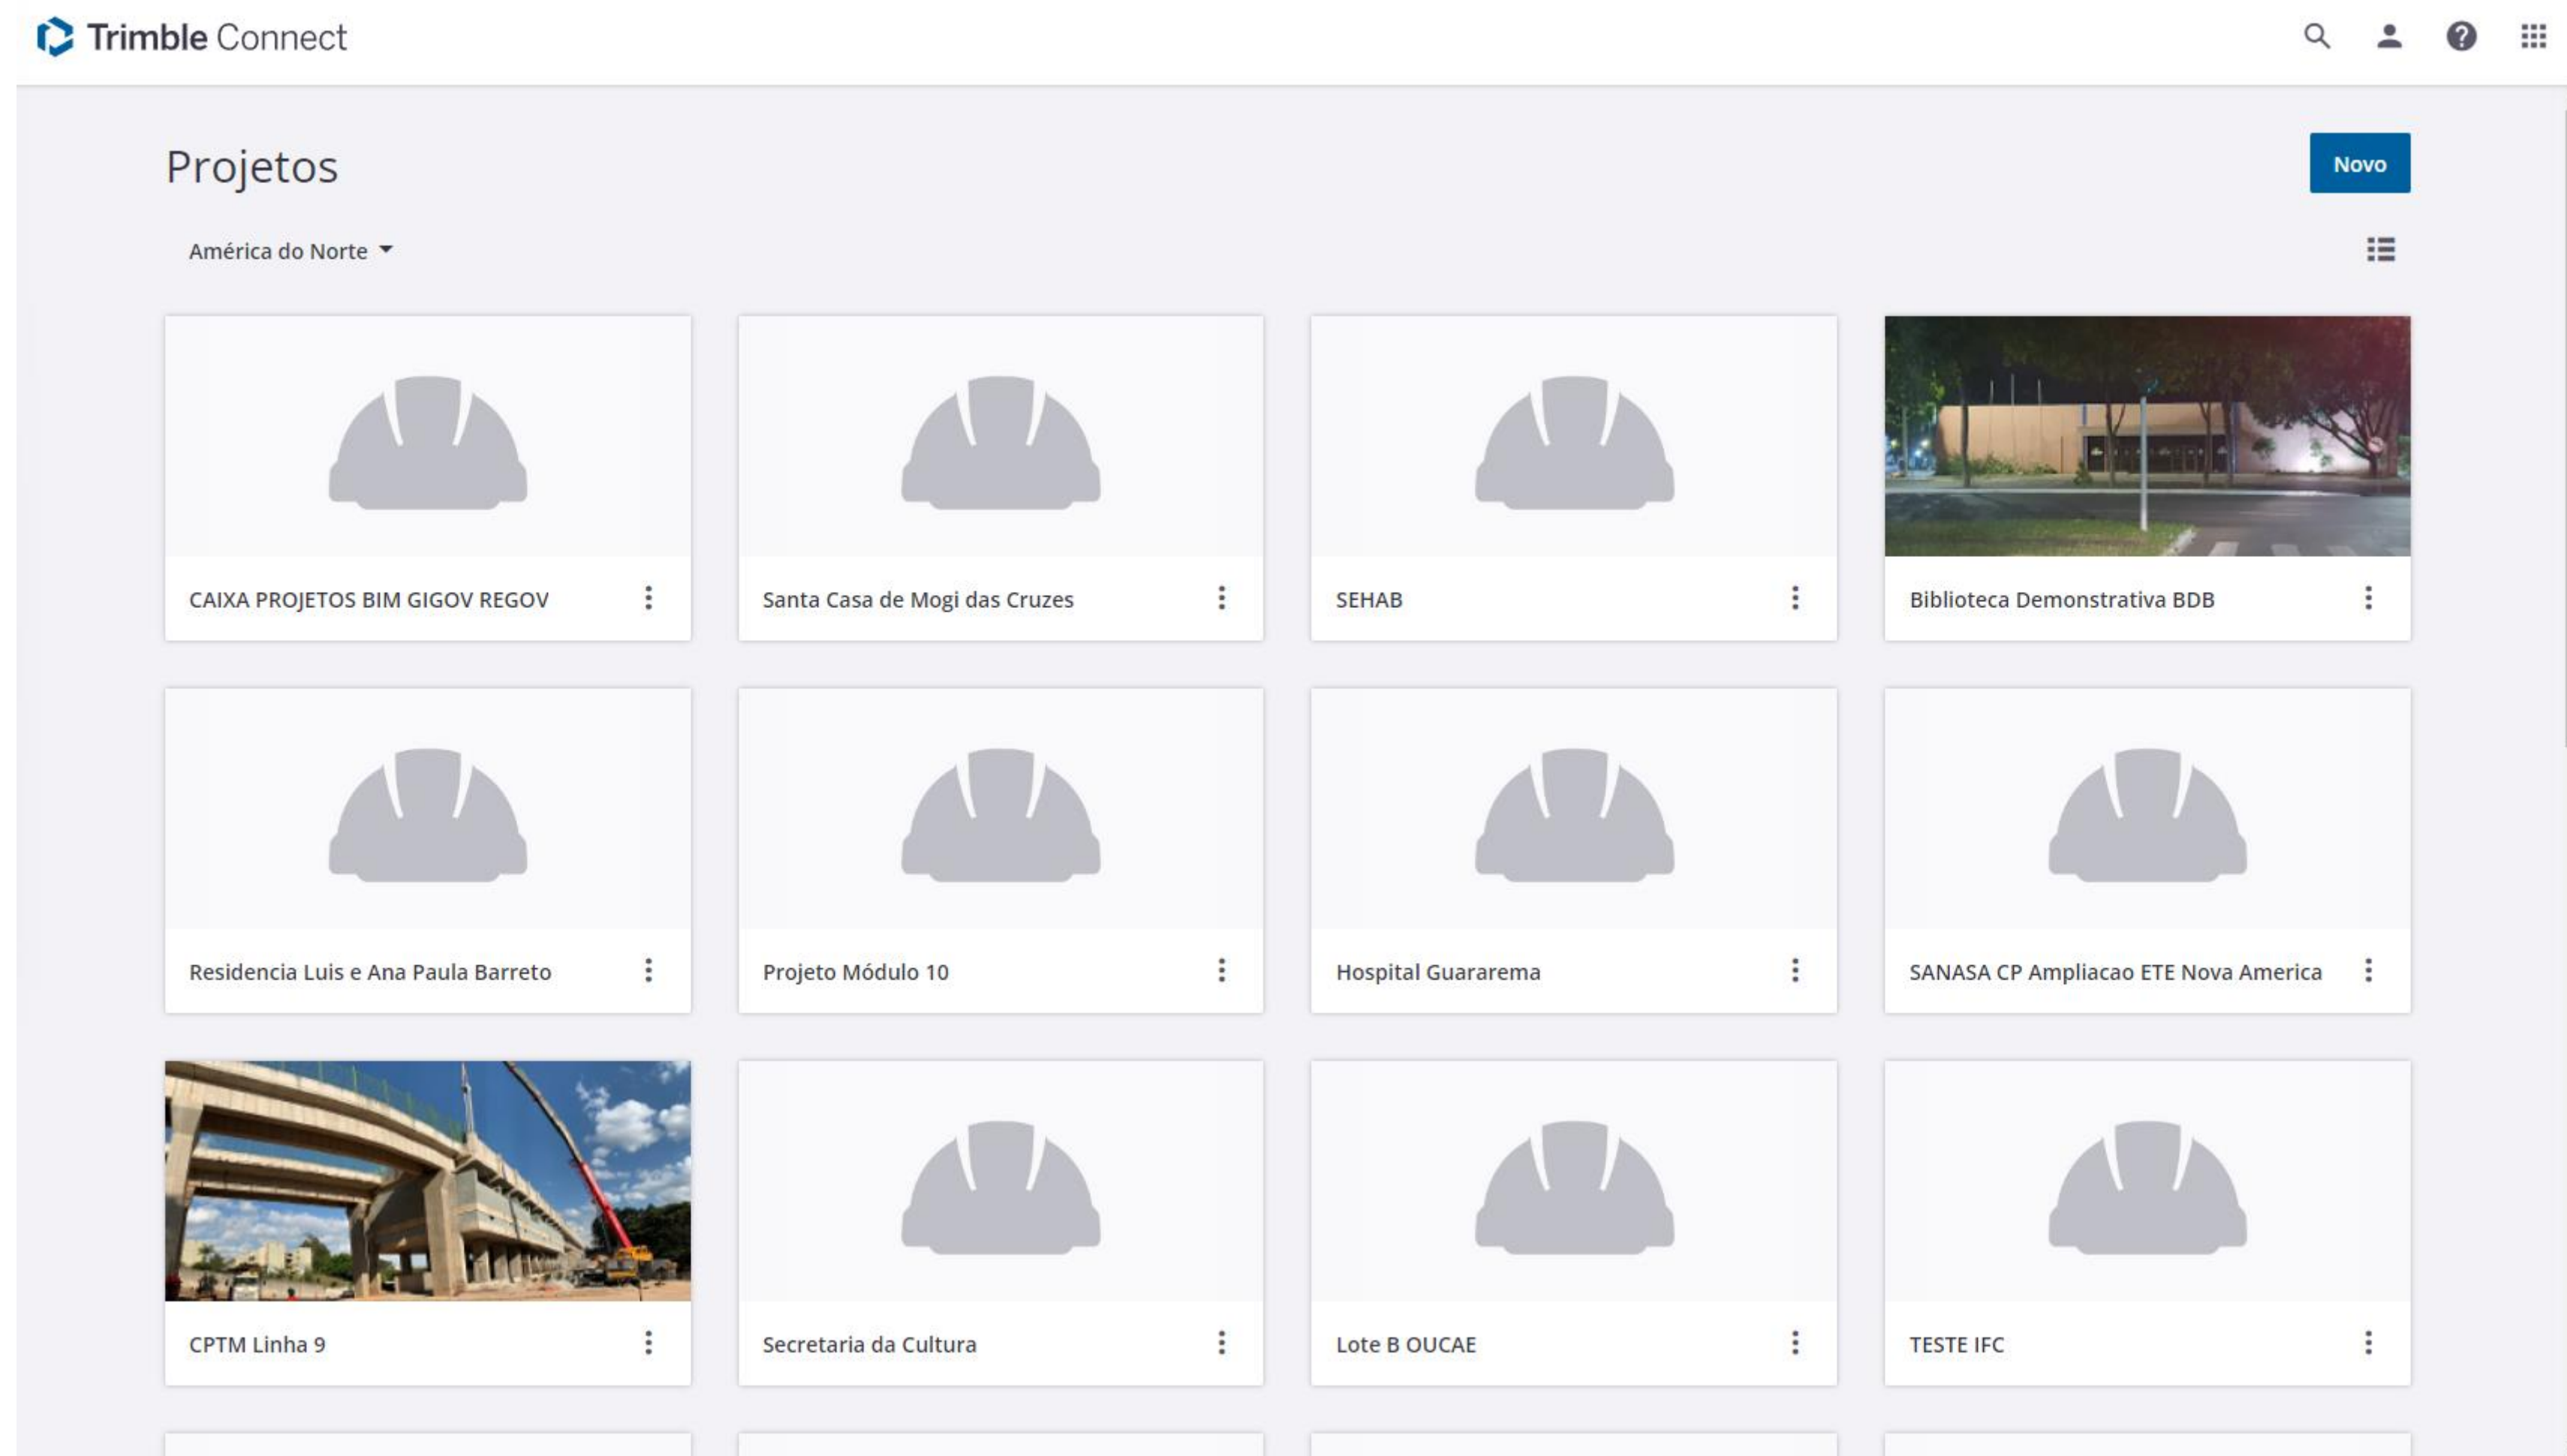 Trimble Connect
Projetos
Novo
América do Norte
CAIXA PROJETOS BIM GIGOV REGOV
Santa Casa de Mogi das Cruzes
SEHAB
Biblioteca Demonstrativa BDB
Residencia Luis e Ana Paula Barreto
Projeto Módulo 10
Hospital Guararema
SANASA CP Ampliacao ETE Nova America
CPTM Linha 9
Secretaria da Cultura
Lote B OUCAE
TESTE IFC